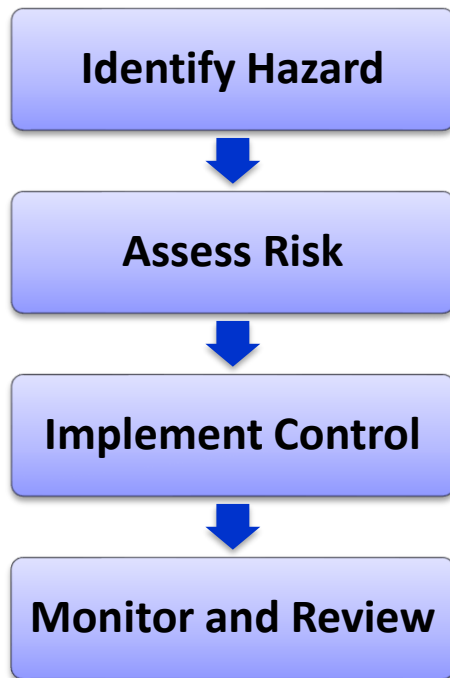 Identify Hazard
Assess Risk
Implement Control
Monitor and Review